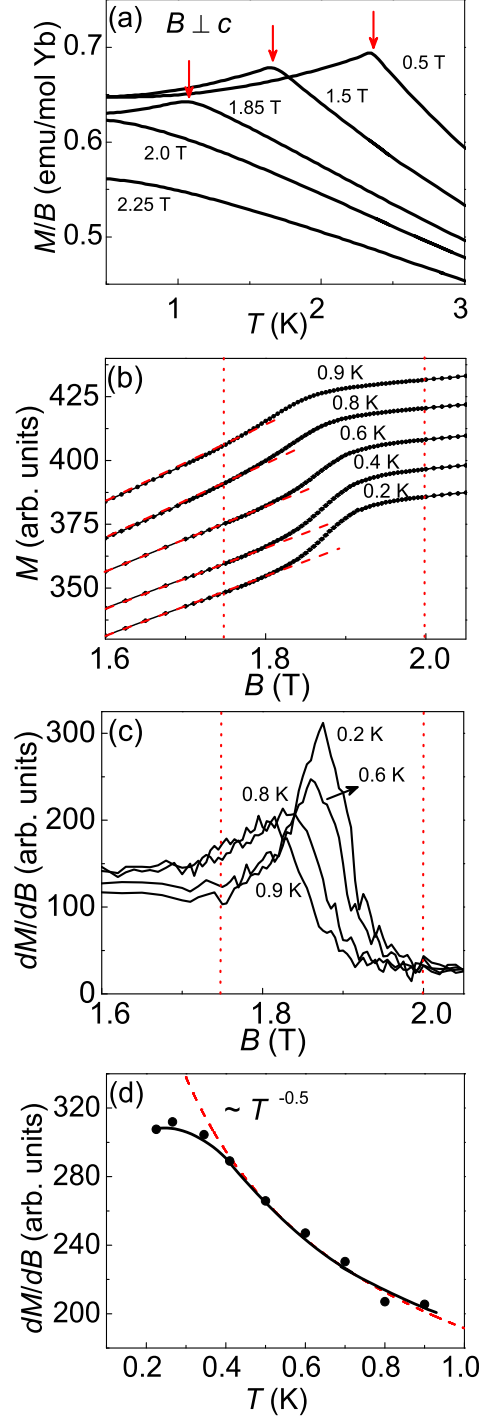 (a)
B ⊥ c
0.7
0.6
0.5
M/B (emu/mol Yb)
0.5 T
1.5 T
1.85 T
2.0 T
2.25 T
1 2 3
T (K)
(b)
425
400
375
350
M (arb. units)
0.9 K
0.8 K
0.6 K
0.4 K
0.2 K
1.6 1.8 2.0
B (T)
(c)
300
200
100
0
dM/dB (arb. units)
0.2 K
0.6 K
0.8 K
0.9 K
1.6 1.8 2.0
B (T)
(d)
~ T -0.5
320
280
240
200
dM/dB (arb. units)
0.2 0.4 0.6 0.8 1.0
T (K)